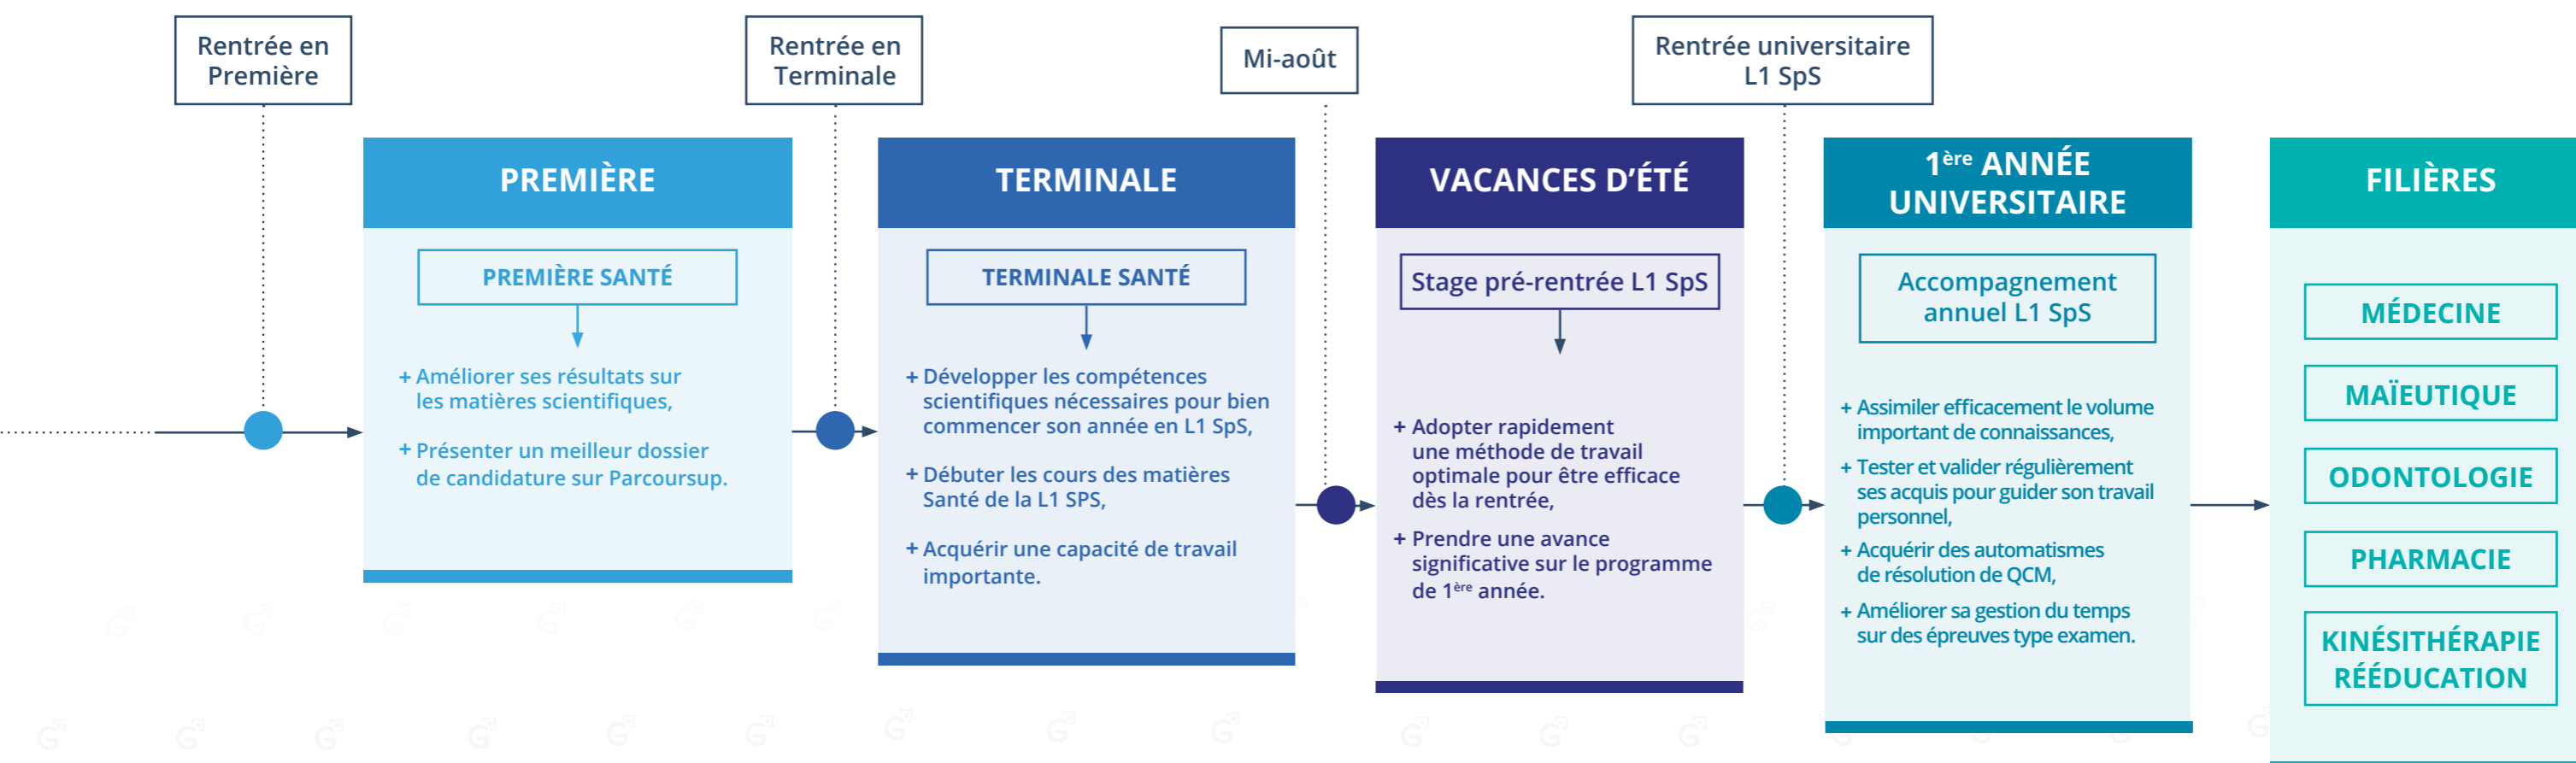 Rentrée en
Première
Rentrée en
Terminale
Mi-août
Rentrée universitaire
L1 SpS
PREMIÈRE
PREMIÈRE SANTÉ
+ Améliorer ses résultats sur
les matières scientifiques,
+ Présenter un meilleur dossier
de candidature sur Parcoursup.
TERMINALE
TERMINALE SANTÉ
+ Développer les compétences
scientifiques nécessaires pour bien
commencer son année en L1 SpS,
+ Débuter les cours des matières
Santé de la L1 SPS,
+ Acquérir une capacité de travail
importante.
VACANCES D’ÉTÉ
Stage pré-rentrée L1 SpS
+ Adopter rapidement
une méthode de travail
optimale pour être efficace
dès la rentrée,
+ Prendre une avance
significative sur le programme
de 1ère année.
1ère ANNÉE
UNIVERSITAIRE
Accompagnement
annuel L1 SpS
+ Assimiler efficacement le volume
important de connaissances,
+ Tester et valider régulièrement
ses acquis pour guider son travail
personnel,
+ Acquérir des automatismes
de résolution de QCM,
+ Améliorer sa gestion du temps
sur des épreuves type examen.
FILIÈRES
MÉDECINE
MAÏEUTIQUE
ODONTOLOGIE
PHARMACIE
KINÉSITHÉRAPIE
RÉÉDUCATION